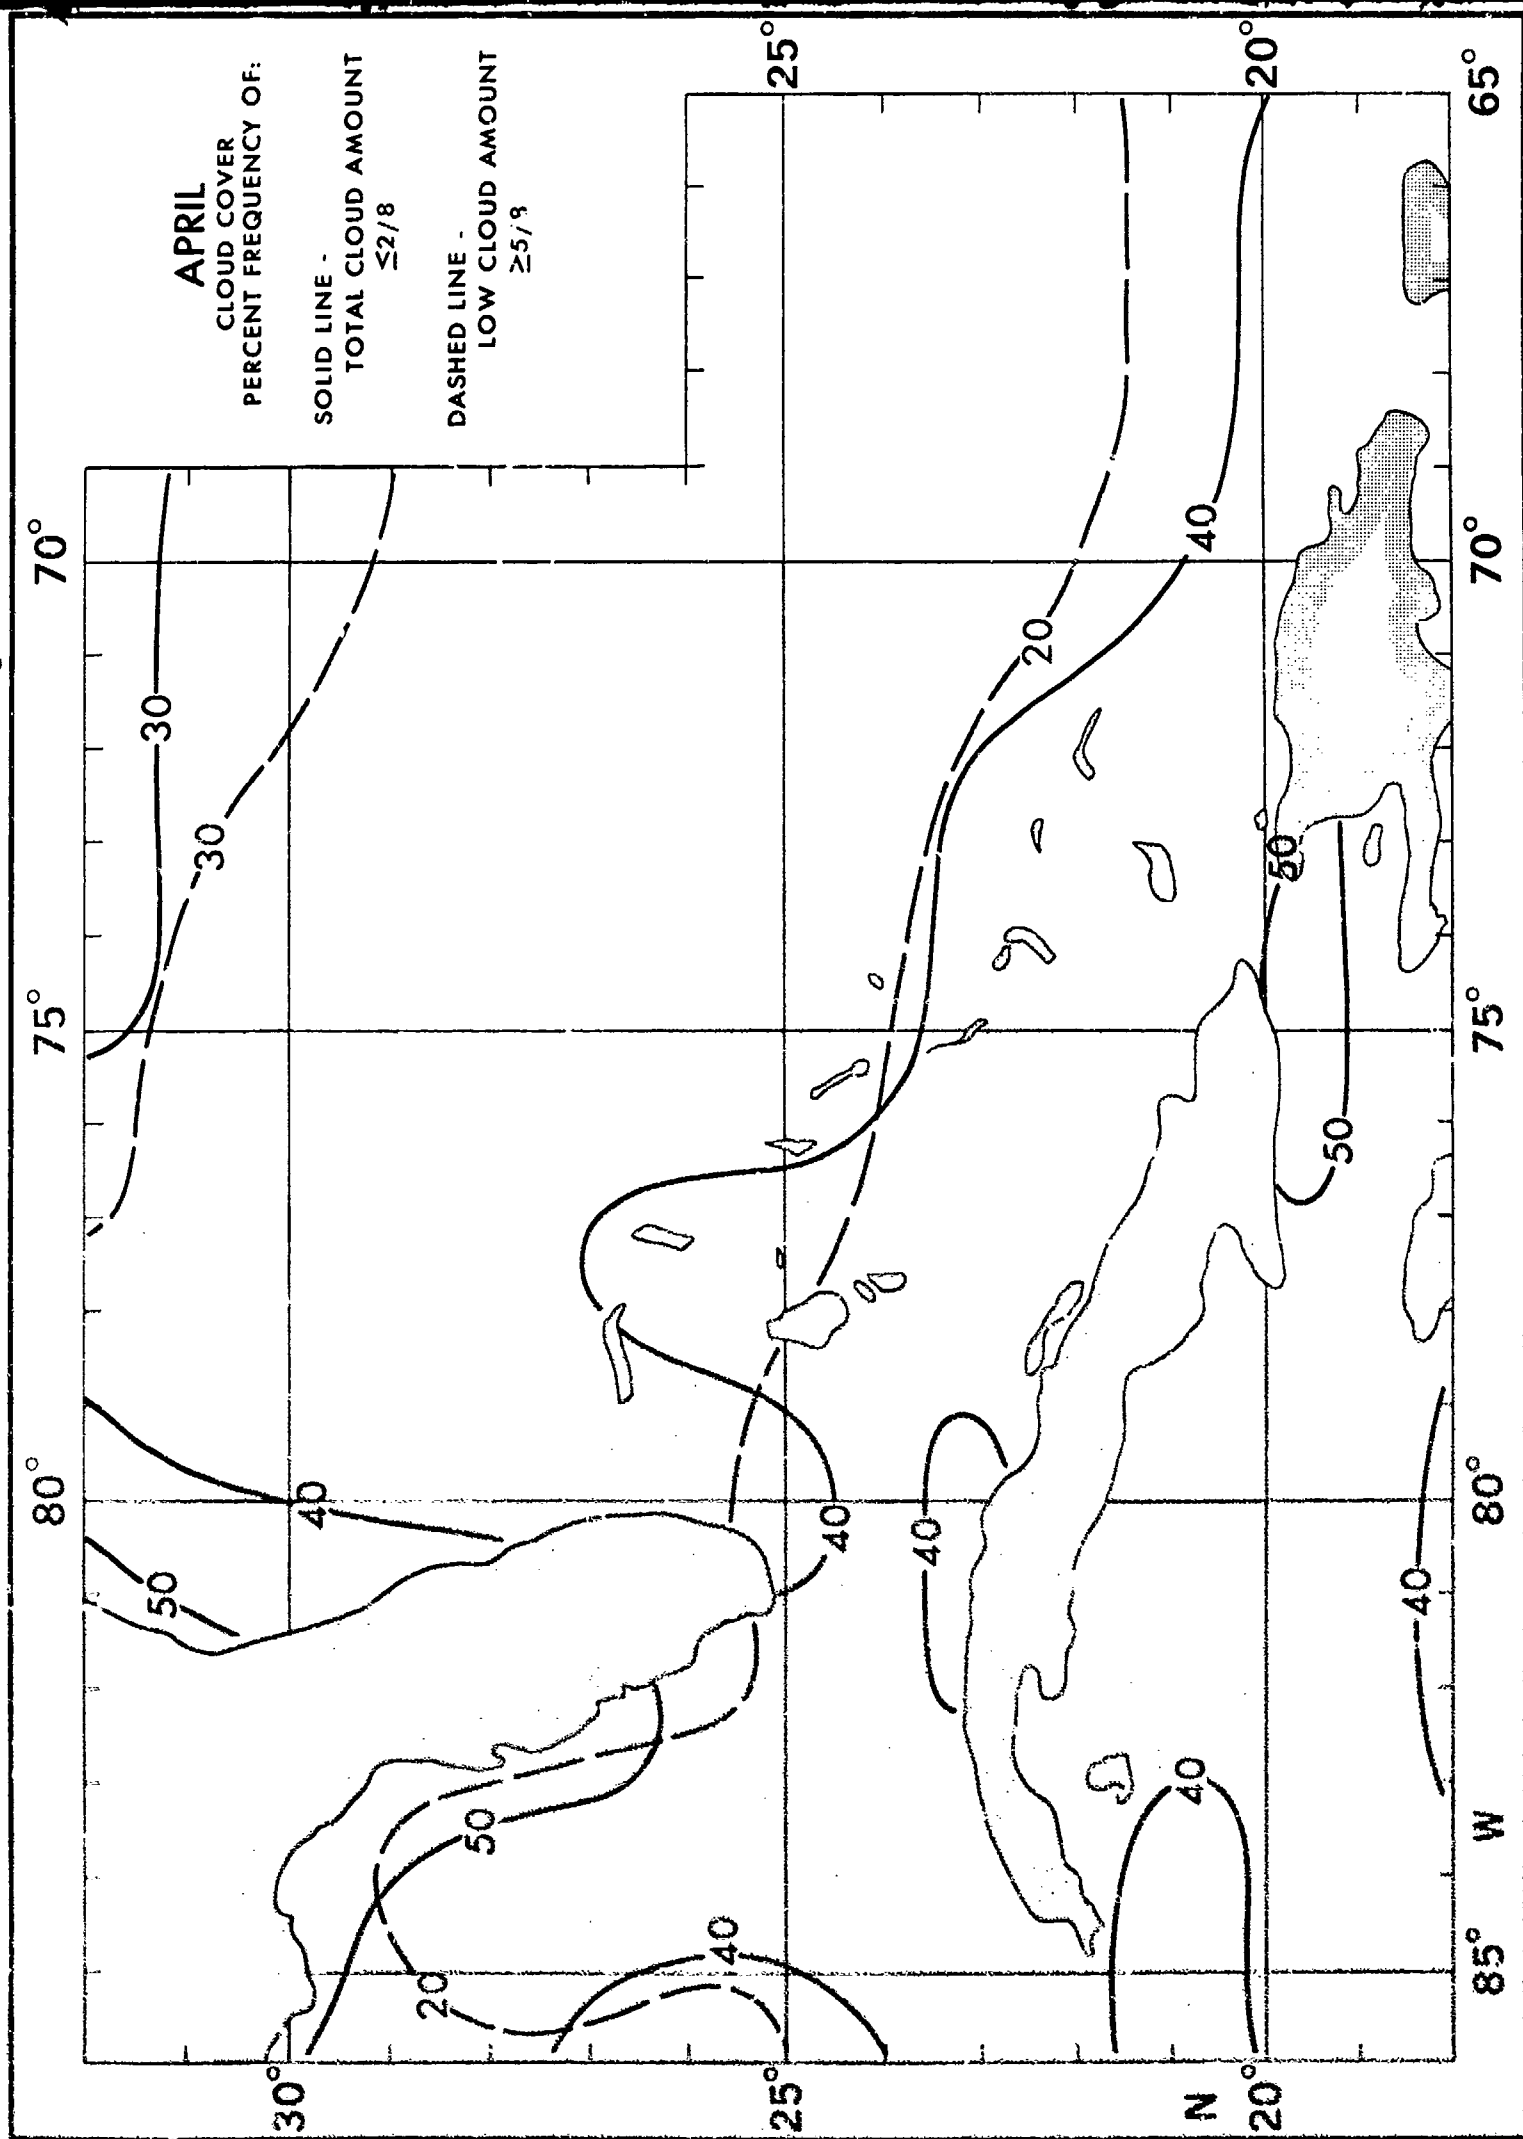 APRIL
CLOUD COVER
PERCENT FREQUENCY OF:
SOLID LINE -
TOTAL CLOUD AMOUNT
≤2/8
DASHED LINE -
LOW CLOUD AMOUNT
≥5/8
80° 75° 70°
50 30
30
30°
40
20
50
40
25° 25°
40
40
20
N 40 40
20° 20°
50
50
40
85° W 80° 75° 70° 65°